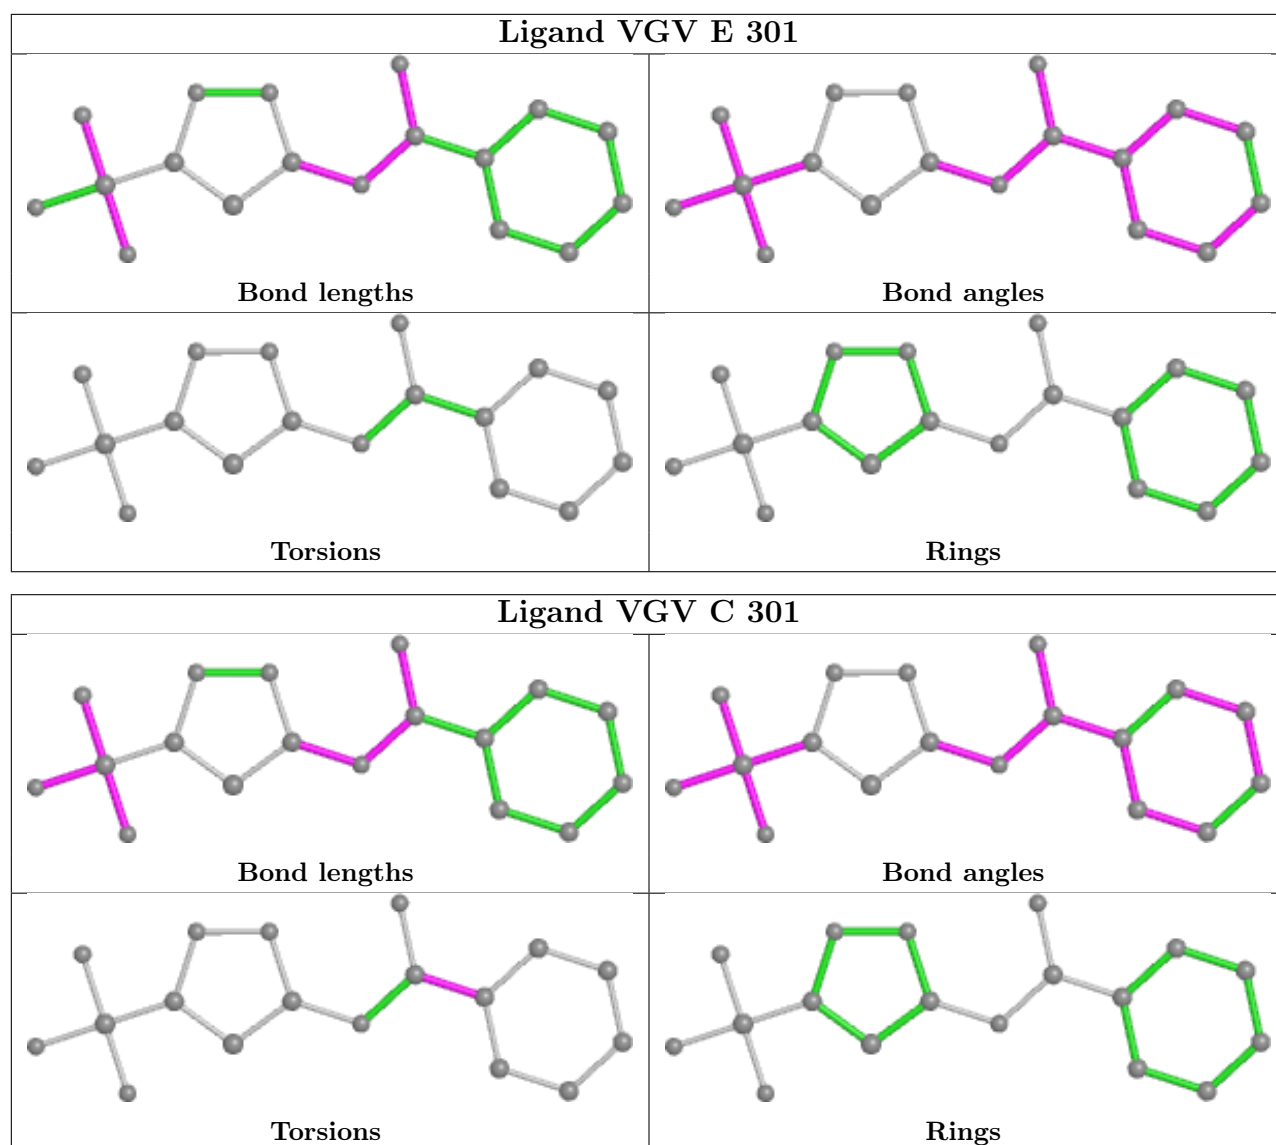 Ligand VGV E 301
Bond lengths
Bond angles
Torsions
Rings
Ligand VGV C 301
Bond lengths
Bond angles
Torsions
Rings